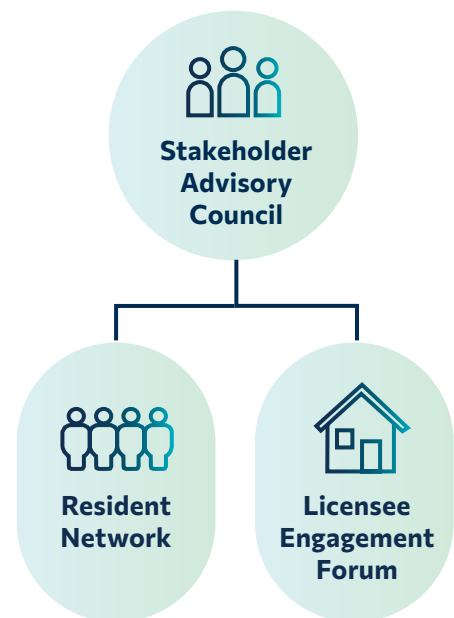 Stakeholder
Advisory
Council
Resident
Network
Licensee
Engagement
Forum